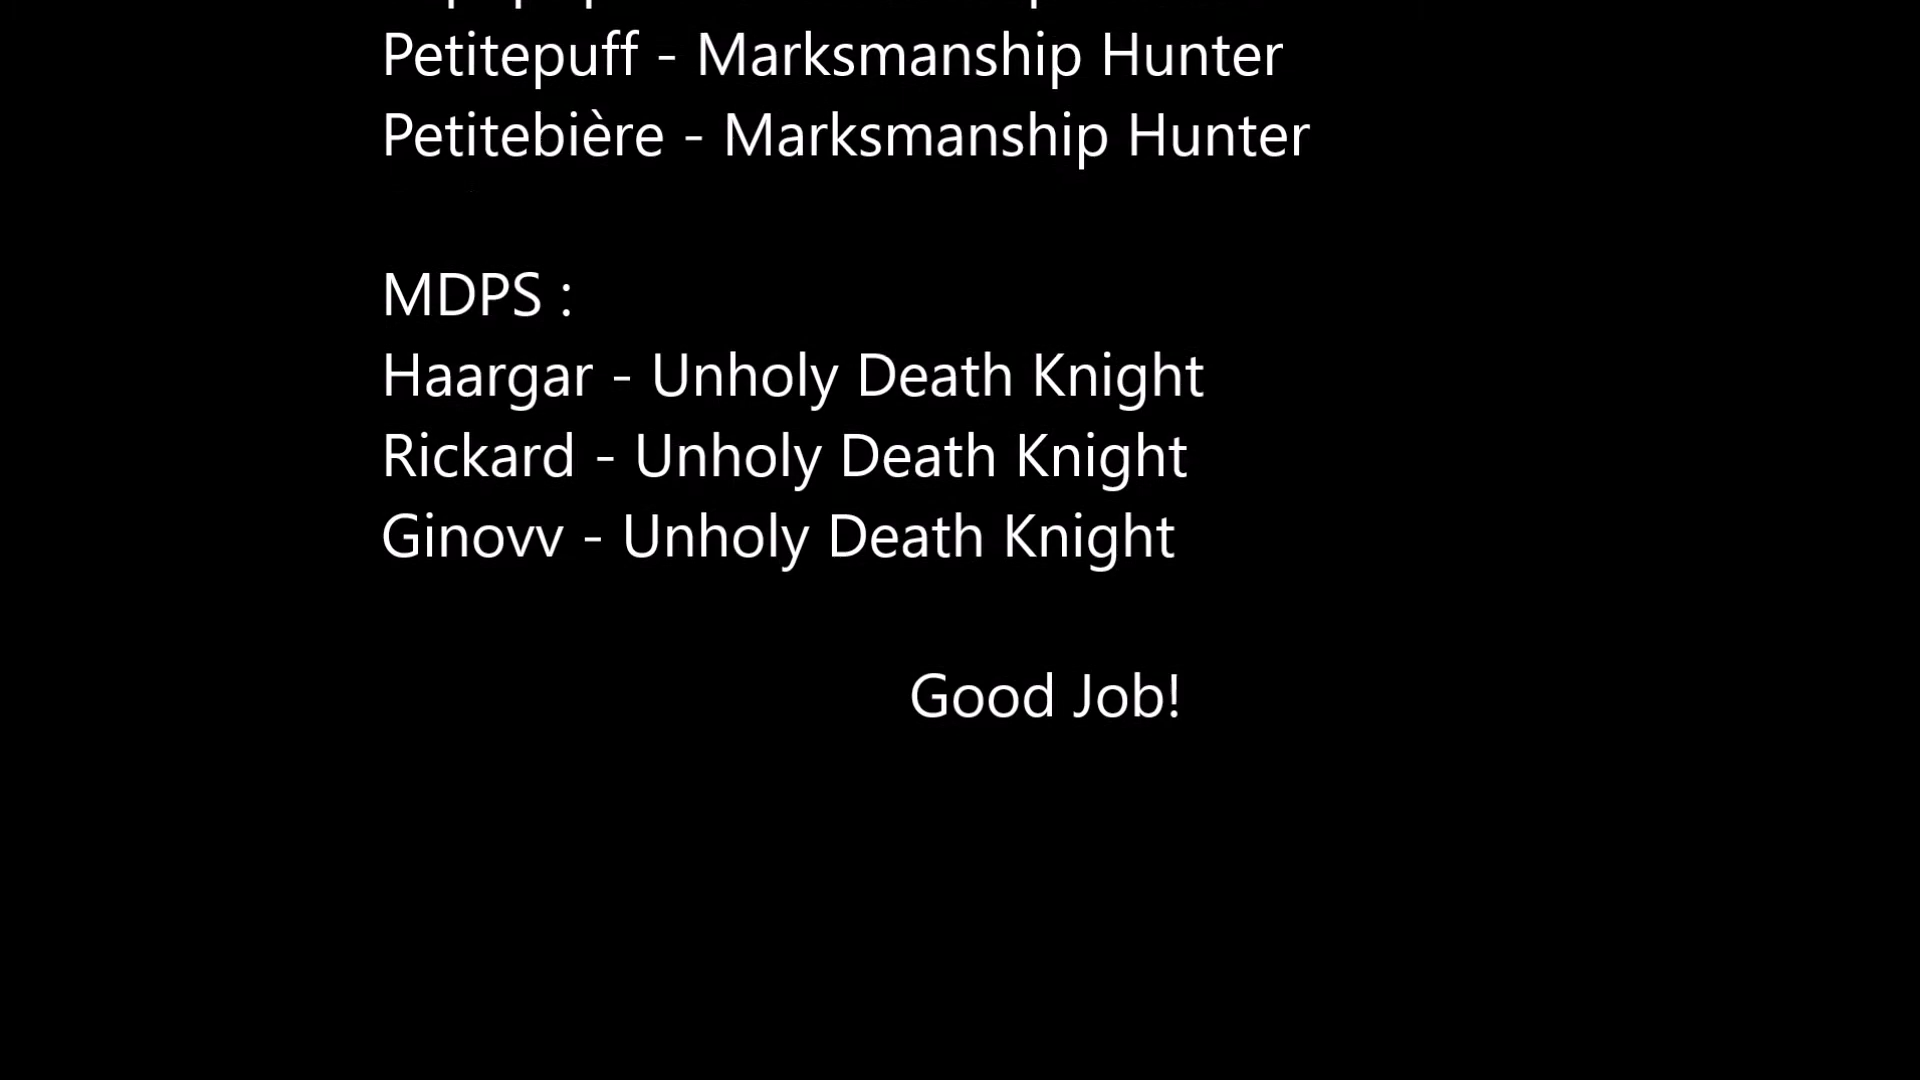 Petitepuff - Marksmanship Hunter
Petitebière - Marksmanship Hunter
MDPS :
Haargar - Unholy Death Knight
Rickard - Unholy Death Knight
Ginovv - Unholy Death Knight
Good Job!